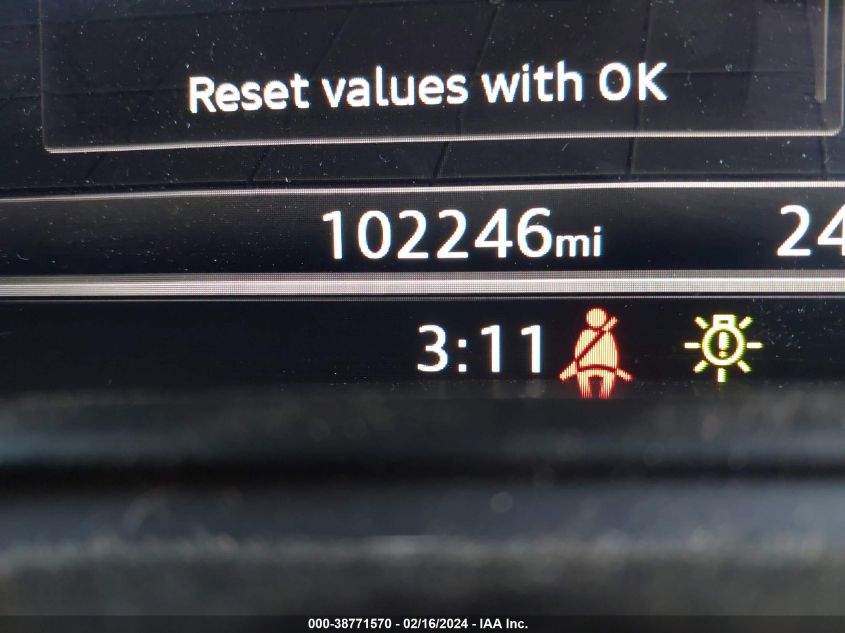 Reset values with OK
102246mi 24
3:11
000-38771570 - 02/16/2024 - IAA Inc.